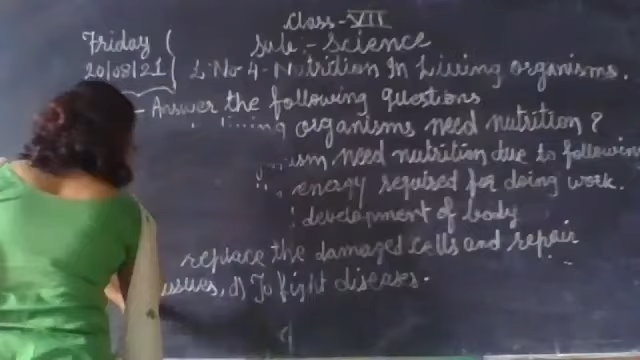 Class-VII
Friday
20/08/21
Sub:- Science
L.No 4- Nutrition In Living organisms.
- Answer the following questions
living organisms need nutrition ?
need nutrition due to following
energy required for doing work.
development of body
replace the damaged cells and repair
d) To fight diseases.